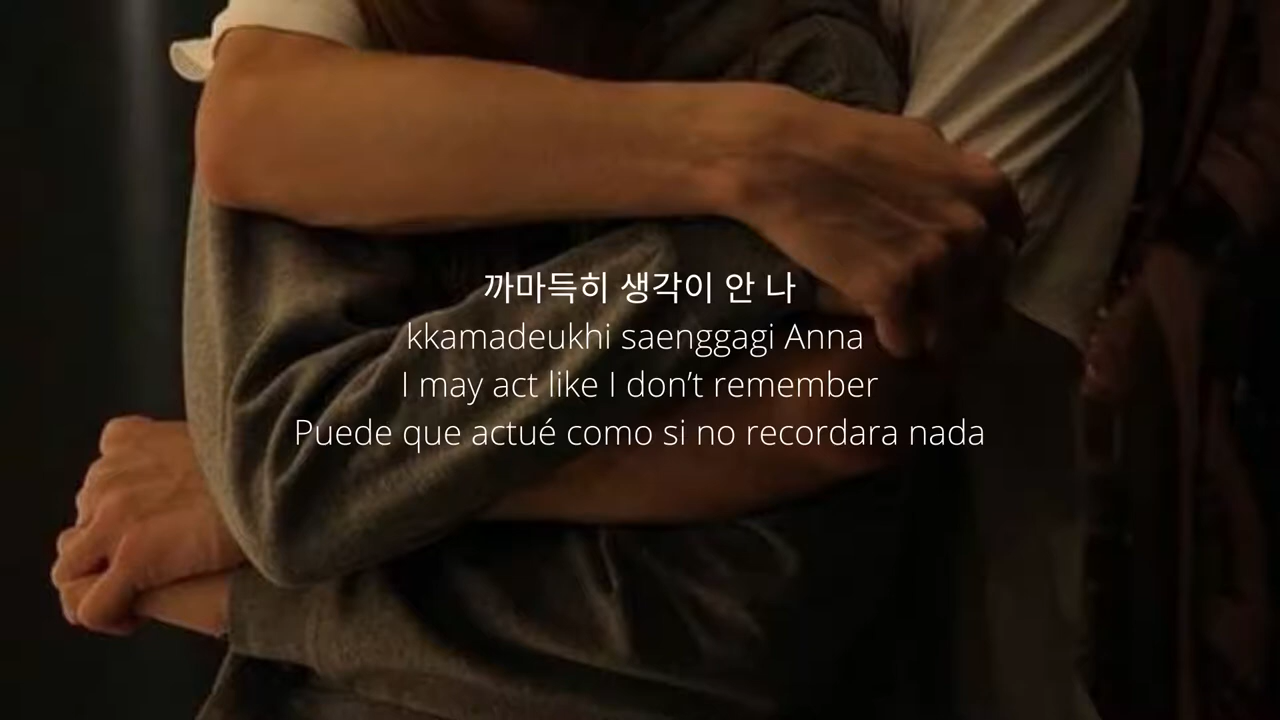 까마득히 생각이 안 나
kkamadeukhi saenggagi Anna
I may act like I don’t remember
Puede que actué como si no recordara nada